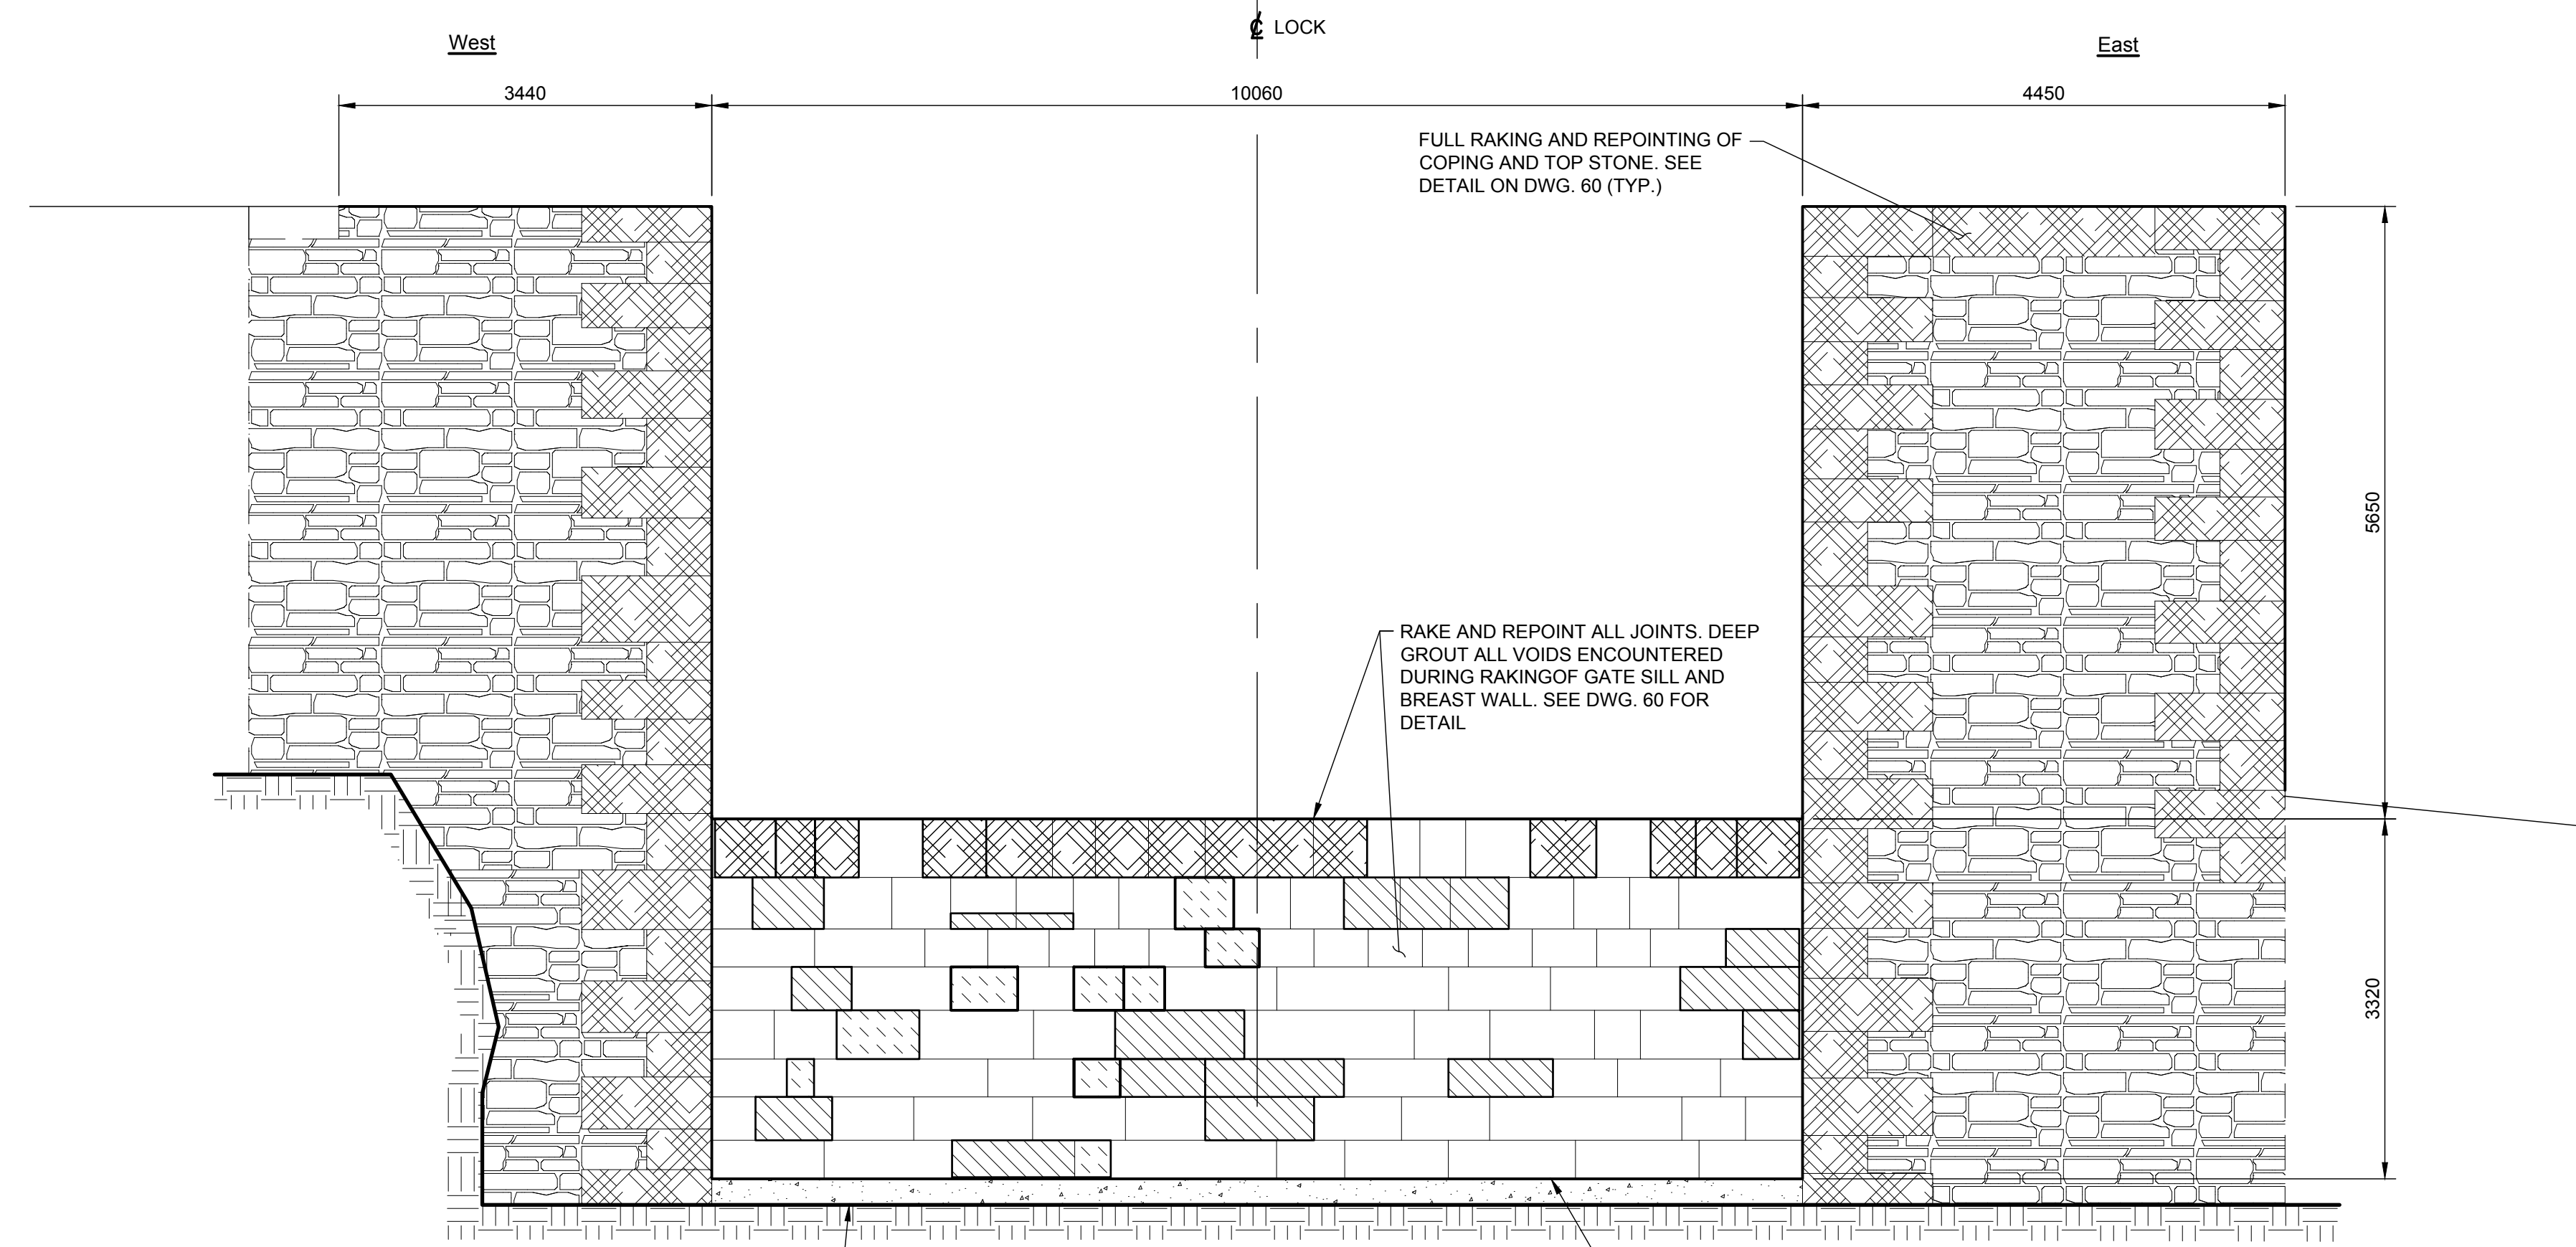 ℄ LOCK
West
East
3440
10060
4450
FULL RAKING AND REPOINTING OF
COPING AND TOP STONE. SEE
DETAIL ON DWG. 60 (TYP.)
5650
RAKE AND REPOINT ALL JOINTS. DEEP
GROUT ALL VOIDS ENCOUNTERED
DURING RAKINGOF GATE SILL AND
BREAST WALL. SEE DWG. 60 FOR
DETAIL
3320